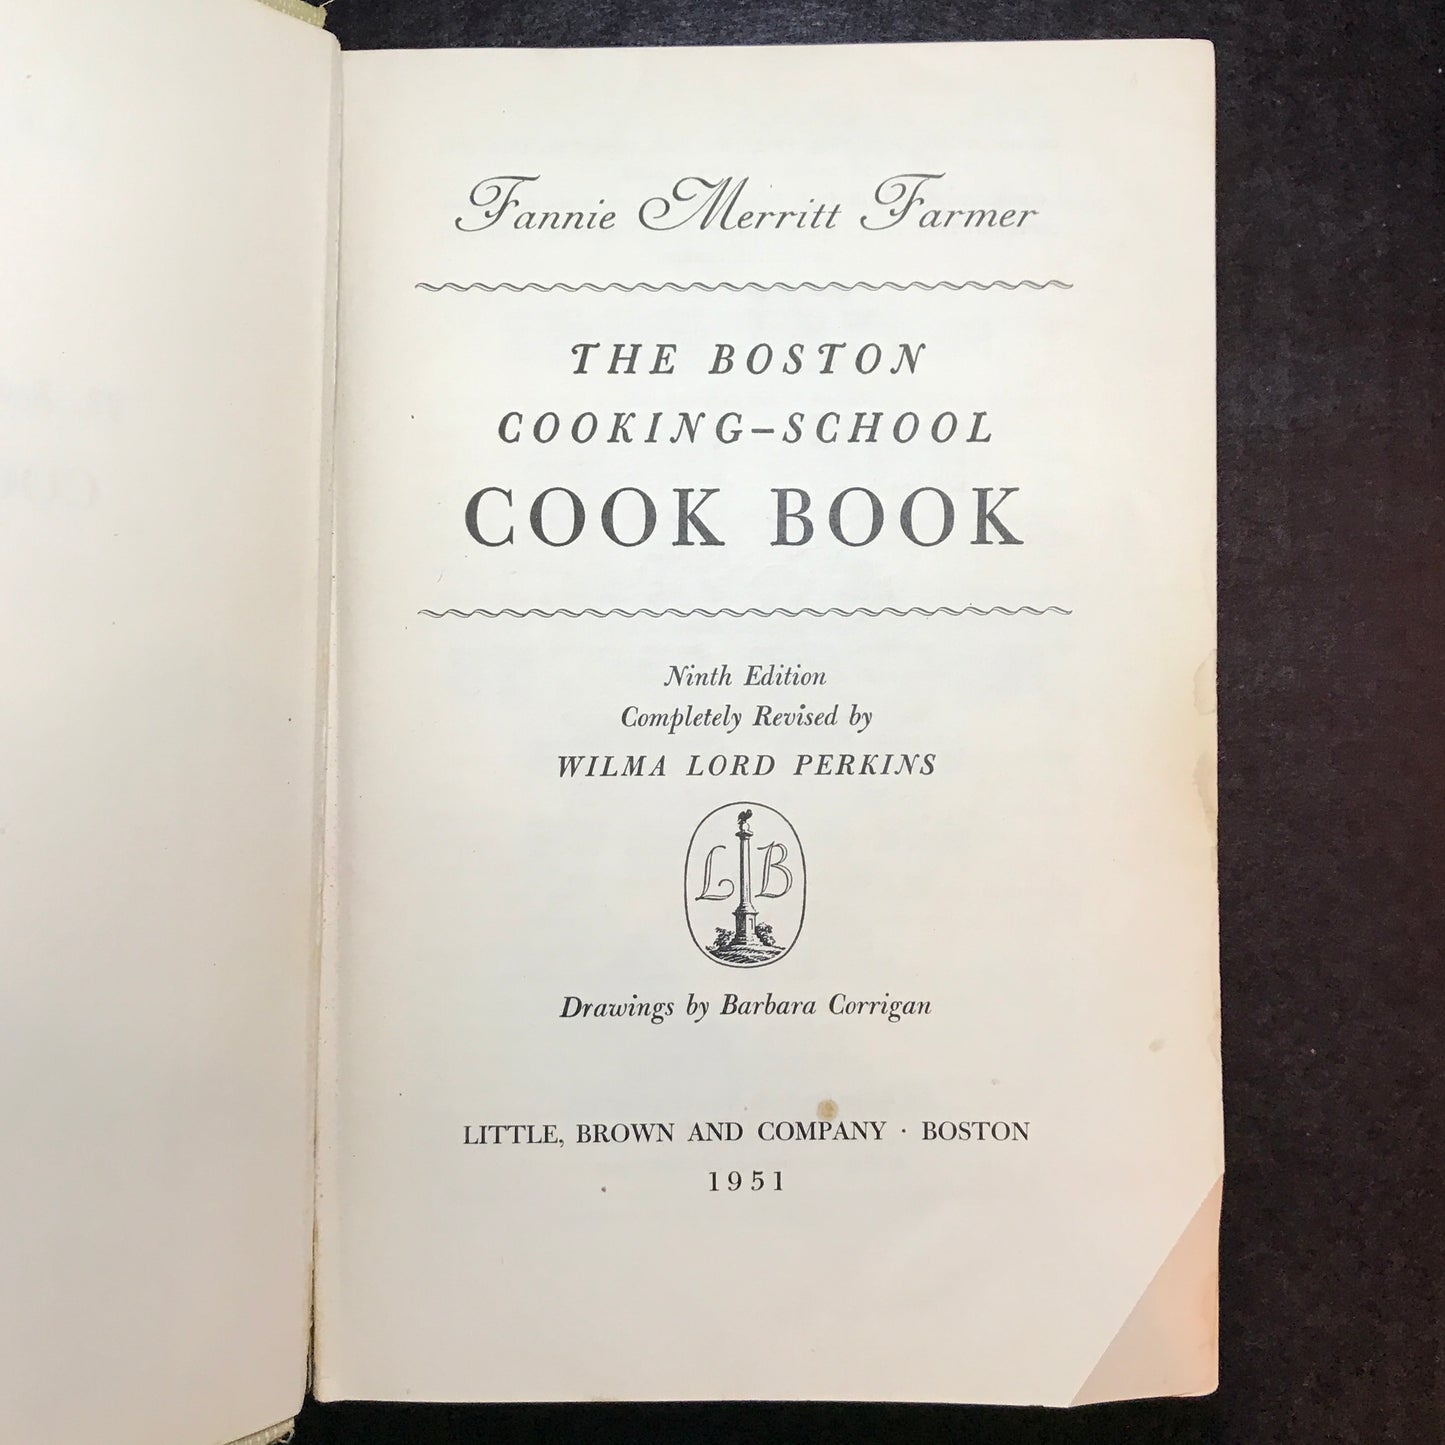 Fannie Merritt Farmer
THE BOSTON
COOKING-SCHOOL
COOK BOOK
Ninth Edition
Completely Revised by
WILMA LORD PERKINS
L B
Drawings by Barbara Corrigan
LITTLE, BROWN AND COMPANY · BOSTON
1951